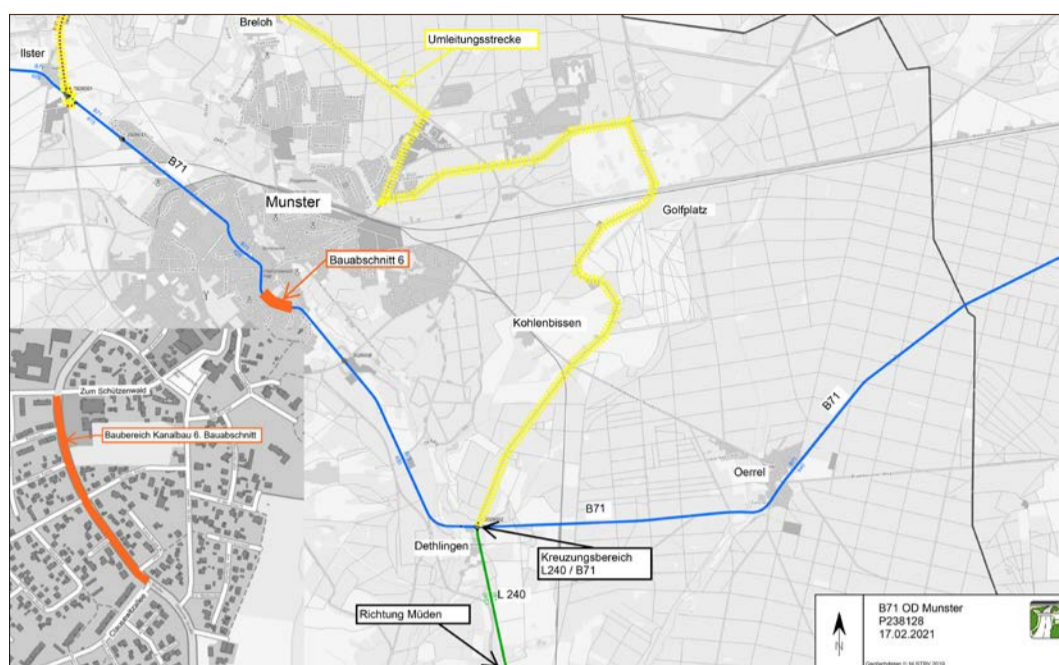 Breloh
Umleitungsstrecke
Ilster
B71
Munster
Golfplatz
Bauabschnitt 6
Kohlenbissen
B71
Zum Schützenwald
Baubereich Kanalbau 6. Bauabschnitt
Oerrel
B71
Dethlingen
Kreuzungsbereich
L240 / B71
L 240
Richtung Müden
B71 OD Munster
P238128
17.02.2021
N